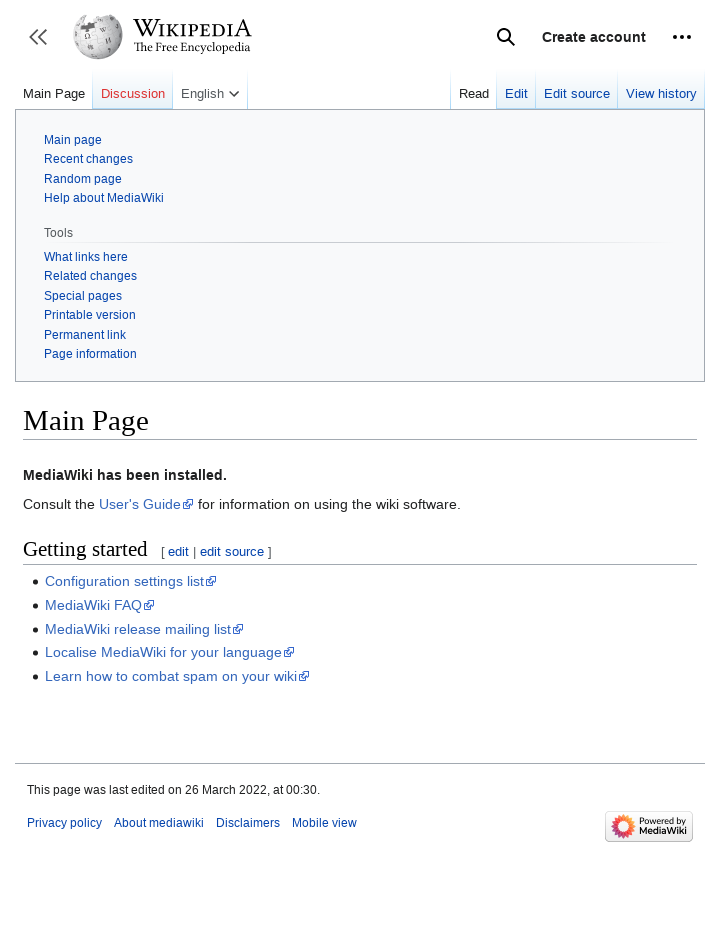 WIKIPEDIA
The Free Encyclopedia
Create account
Main Page Discussion English Read Edit Edit source View history
Main page
Recent changes
Random page
Help about MediaWiki
Tools
What links here
Related changes
Special pages
Printable version
Permanent link
Page information
Main Page
MediaWiki has been installed.
Consult the User's Guide for information on using the wiki software.
Getting started [ edit | edit source ]
Configuration settings list
MediaWiki FAQ
MediaWiki release mailing list
Localise MediaWiki for your language
Learn how to combat spam on your wiki
This page was last edited on 26 March 2022, at 00:30.
Privacy policy About mediawiki Disclaimers Mobile view
Powered by
MediaWiki